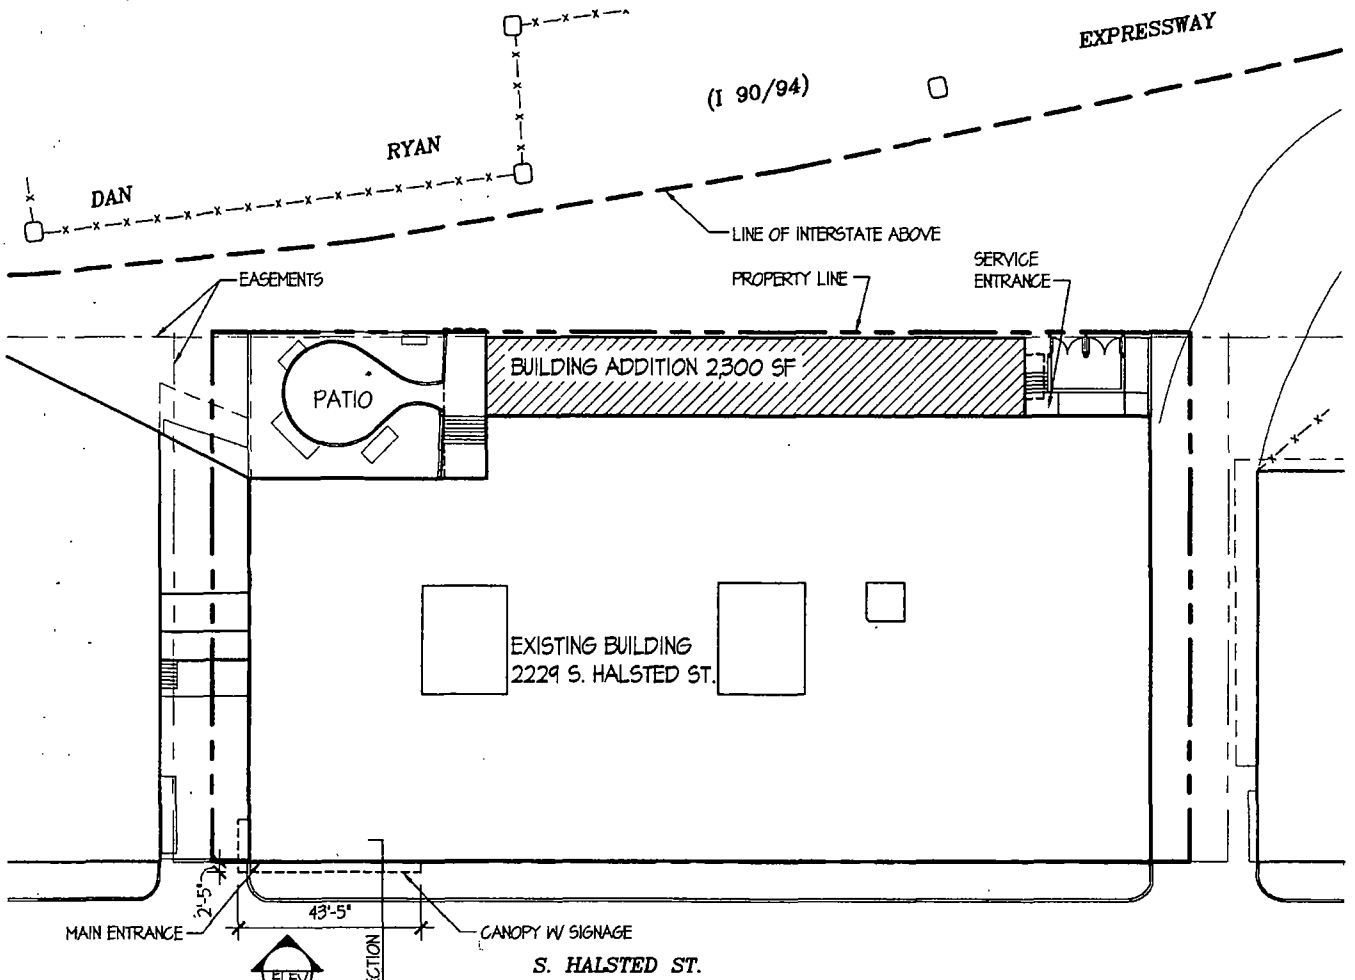 EXPRESSWAY
(I 90/94)
RYAN
DAN
LINE OF INTERSTATE ABOVE
EASEMENTS
PROPERTY LINE
SERVICE
ENTRANCE
BUILDING ADDITION 2,300 SF
PATIO
EXISTING BUILDING
2229 S. HALSTED ST.
2'-5"
43'-5"
MAIN ENTRANCE
CANOPY W/ SIGNAGE
S. HALSTED ST.
ELEV